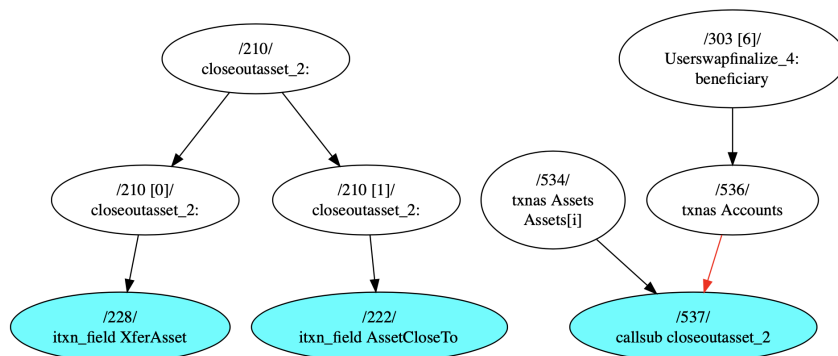 /210/
closeoutasset_2:
/303 [6]/
Userswapfinalize_4:
beneficiary
/210 [0]/
closeoutasset_2:
/210 [1]/
closeoutasset_2:
/534/
txnas Assets
Assets[i]
/536/
txnas Accounts
/228/
itxn_field XferAsset
/222/
itxn_field AssetCloseTo
/537/
callsub closeoutasset_2